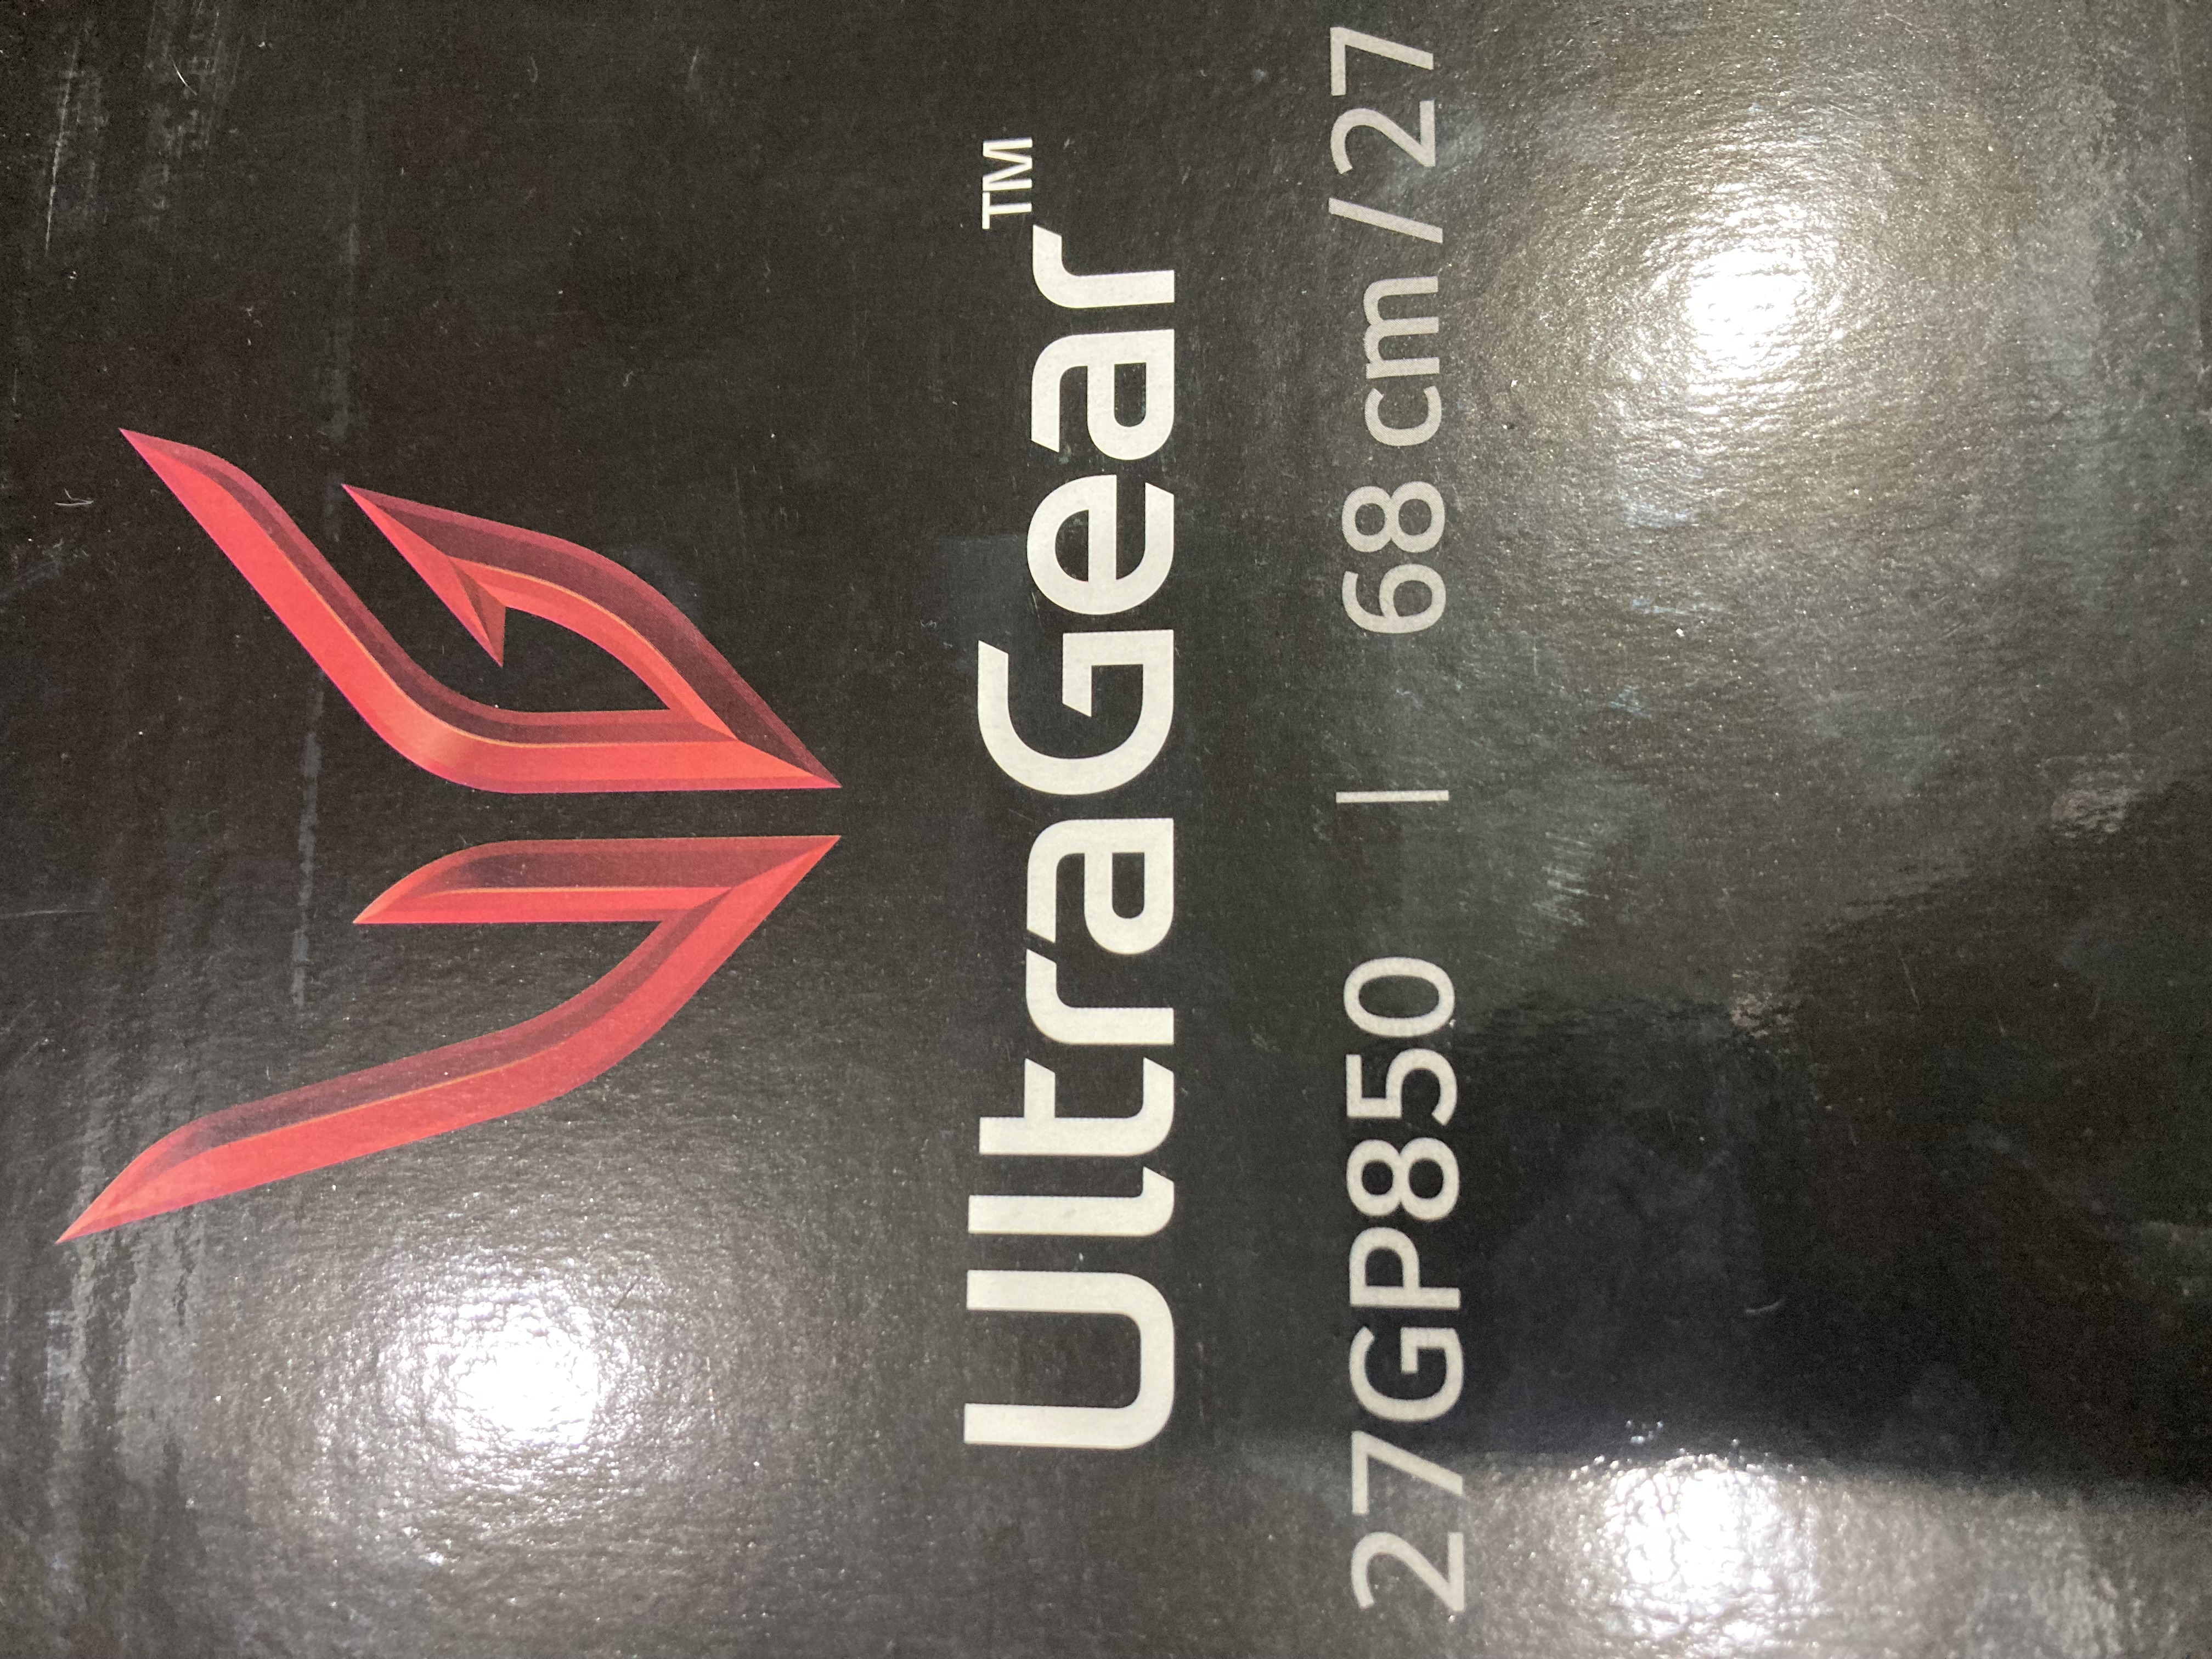 UltraGear™
27GP850 | 68 cm / 27